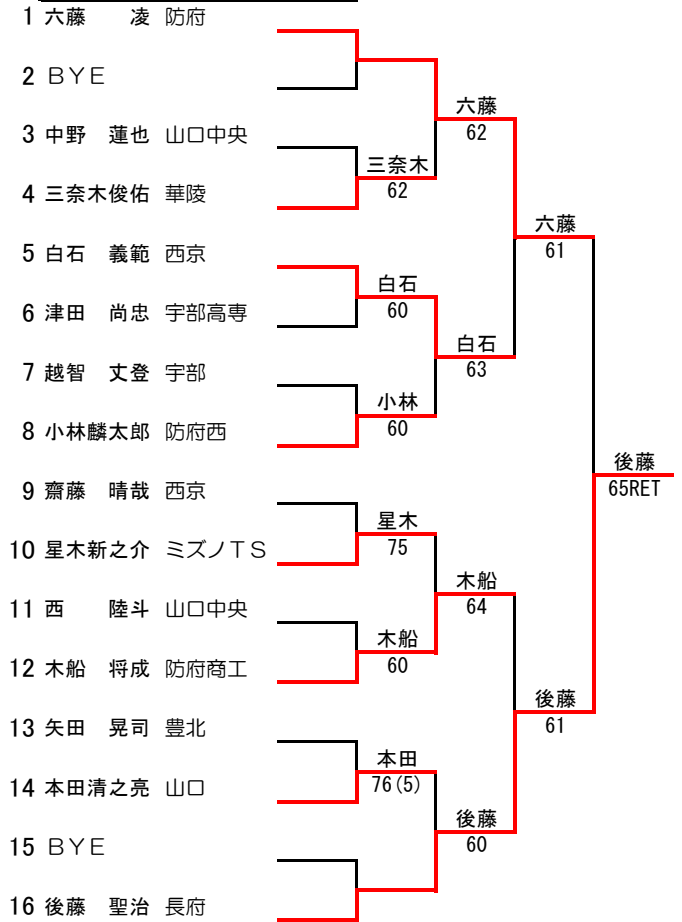 1 六藤 凌 防府
2 ＢＹＥ
六藤
62
3 中野 蓮也 山口中央
三奈木
62
4 三奈木俊佑 華陵
六藤
61
5 白石 義範 西京
白石
60
6 津田 尚忠 宇部高専
白石
63
7 越智 丈登 宇部
小林
60
8 小林麟太郎 防府西
後藤
65RET
9 齋藤 晴哉 西京
星木
75
10 星木新之介 ミズノＴＳ
木船
64
11 西 陸斗 山口中央
木船
60
12 木船 将成 防府商工
後藤
61
13 矢田 晃司 豊北
本田
76(5)
14 本田清之亮 山口
後藤
60
15 ＢＹＥ
16 後藤 聖治 長府